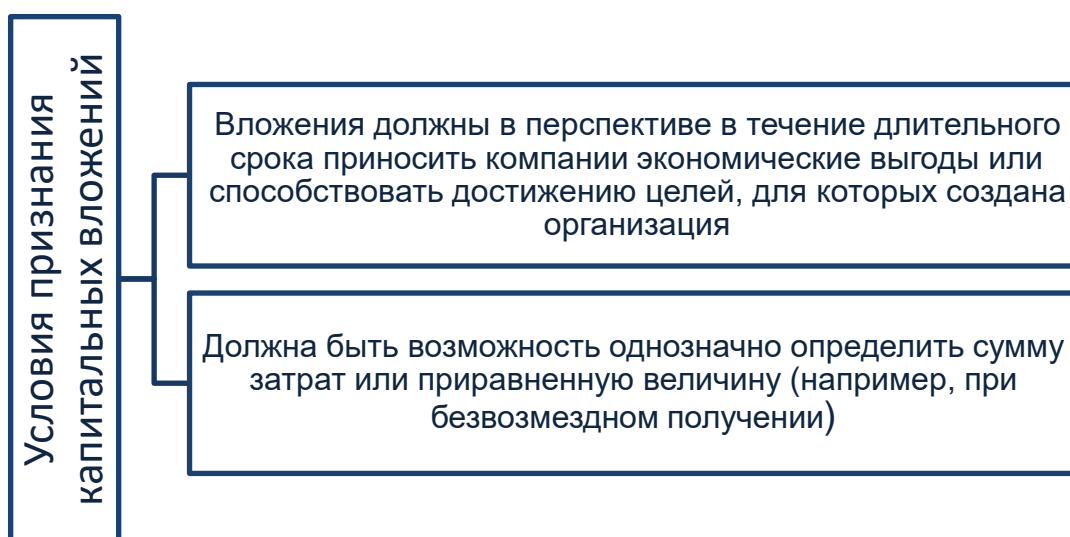 Условия признания
капитальных вложений
Вложения должны в перспективе в течение длительного
срока приносить компании экономические выгоды или
способствовать достижению целей, для которых создана
организация
Должна быть возможность однозначно определить сумму
затрат или приравненную величину (например, при
безвозмездном получении)